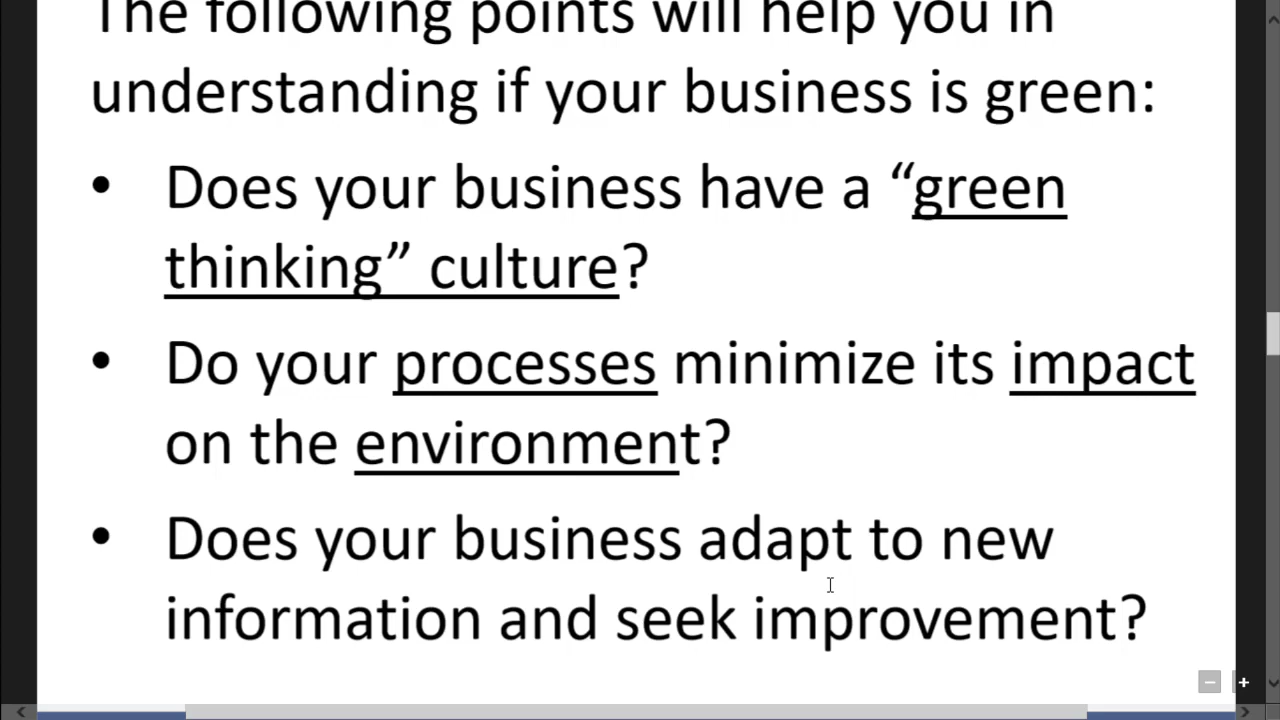 The following points will help you in
understanding if your business is green:
• Does your business have a “green
thinking” culture?
• Do your processes minimize its impact
on the environment?
• Does your business adapt to new
information and seek improvement?